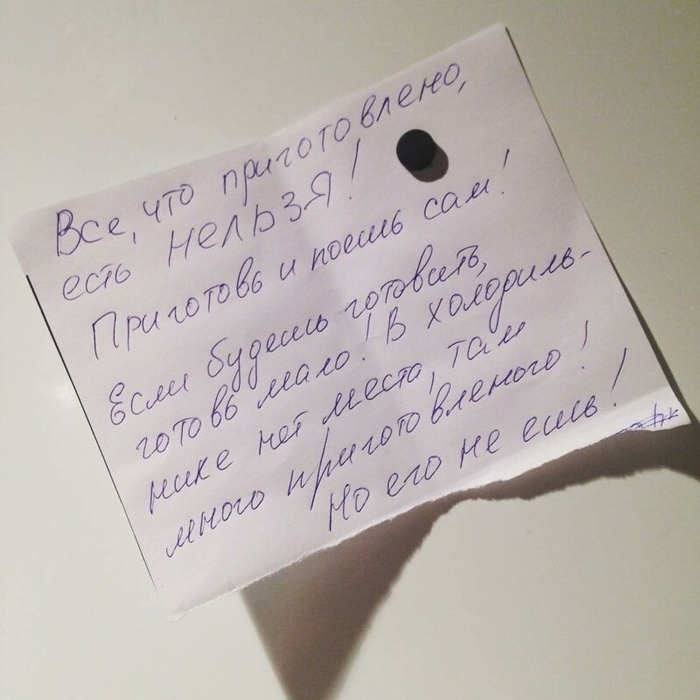 Все, что приготовлено,
есть НЕЛЬЗЯ!
Приготовь и поешь сам!
Если будешь готовить,
готовь мало! В холодиль-
нике нет места, там
много приготовленого!
Но его не ешь!